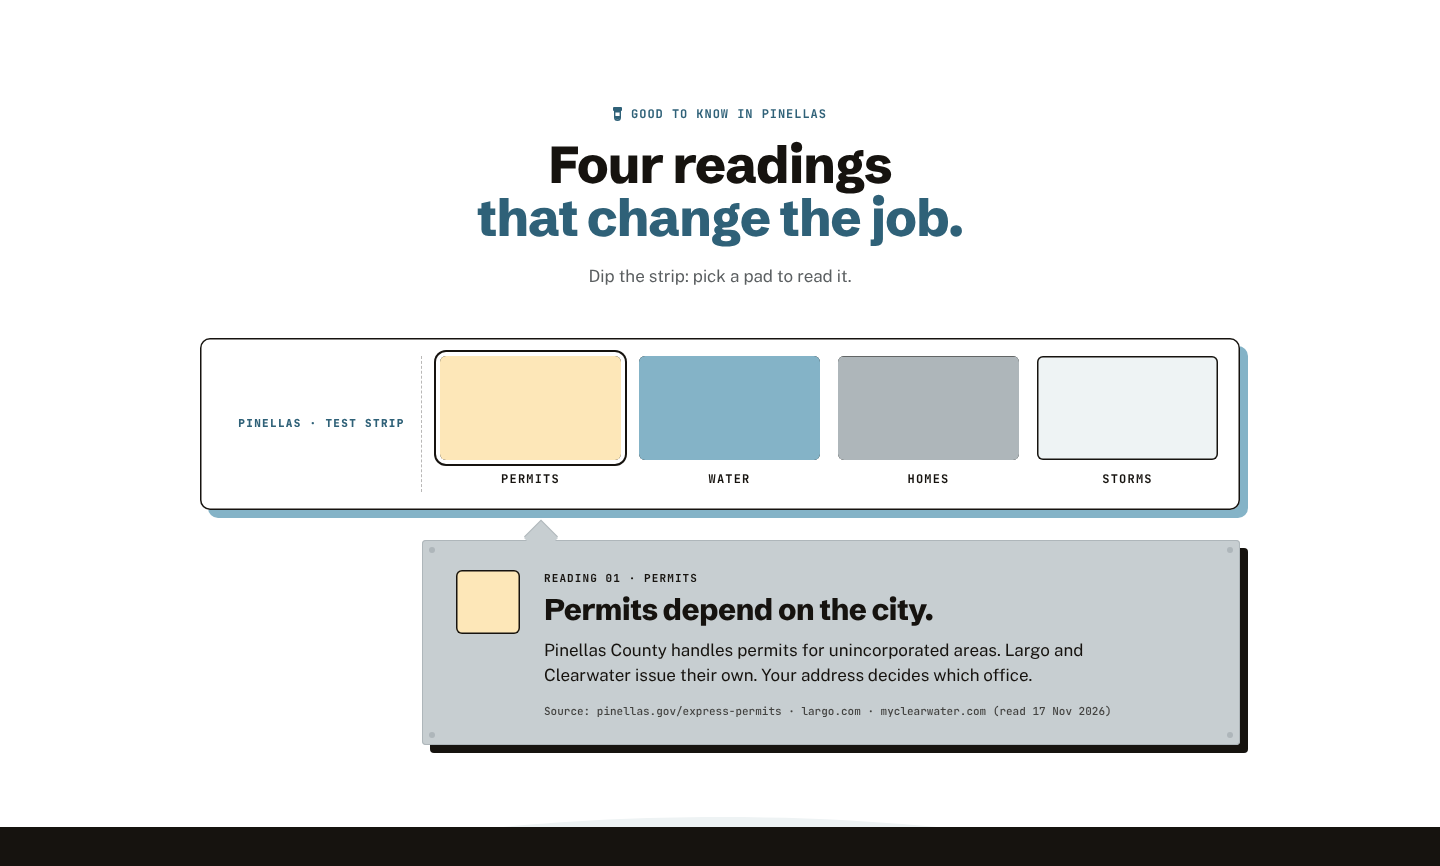 GOOD TO KNOW IN PINELLAS
Four readings
that change the job.
Dip the strip: pick a pad to read it.
PINELLAS · TEST STRIP
PERMITS
WATER
HOMES
STORMS
READING 01 · PERMITS
Permits depend on the city.
Pinellas County handles permits for unincorporated areas. Largo and
Clearwater issue their own. Your address decides which office.
Source: pinellas.gov/express-permits · largo.com · myclearwater.com (read 17 Nov 2026)